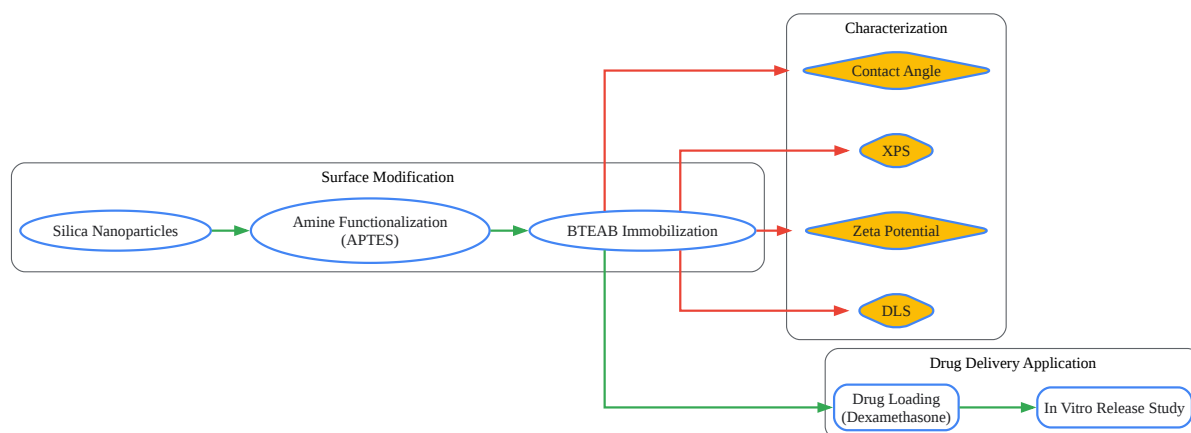 Characterization
Contact Angle
XPS
Surface Modification
Silica Nanoparticles
Amine Functionalization
(APTES)
BTEAB Immobilization
Zeta Potential
DLS
Drug Delivery Application
Drug Loading
(Dexamethasone)
In Vitro Release Study